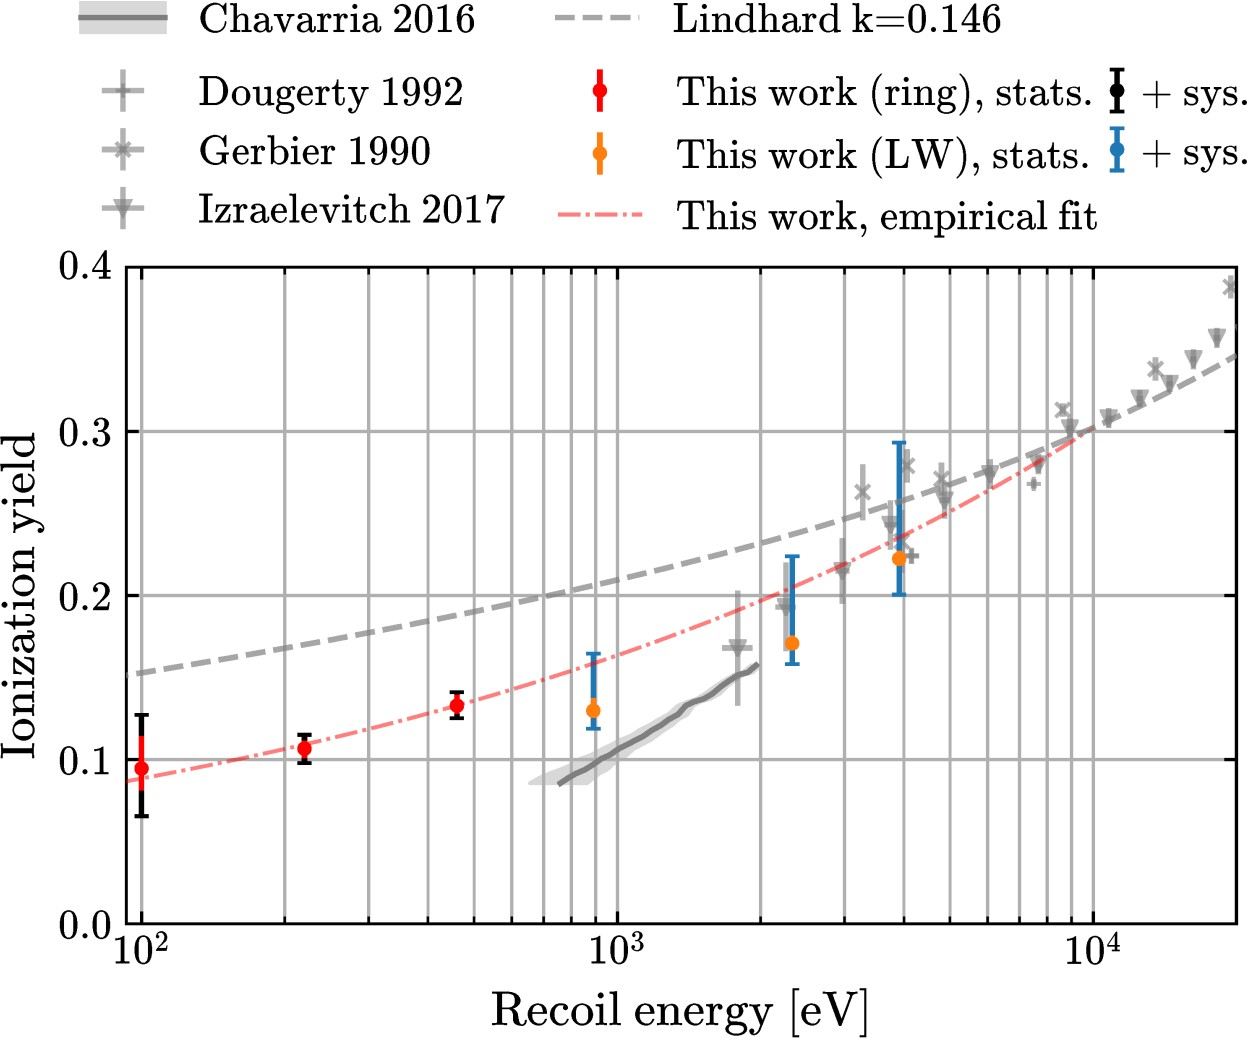 Chavarria 2016
Lindhard k=0.146
Dougerty 1992
This work (ring), stats. + sys.
Gerbier 1990
This work (LW), stats. + sys.
Izraelevitch 2017
This work, empirical fit
0.4
0.3
0.2
0.1
0.0
Ionization yield
10² 10³ 10⁴
Recoil energy [eV]